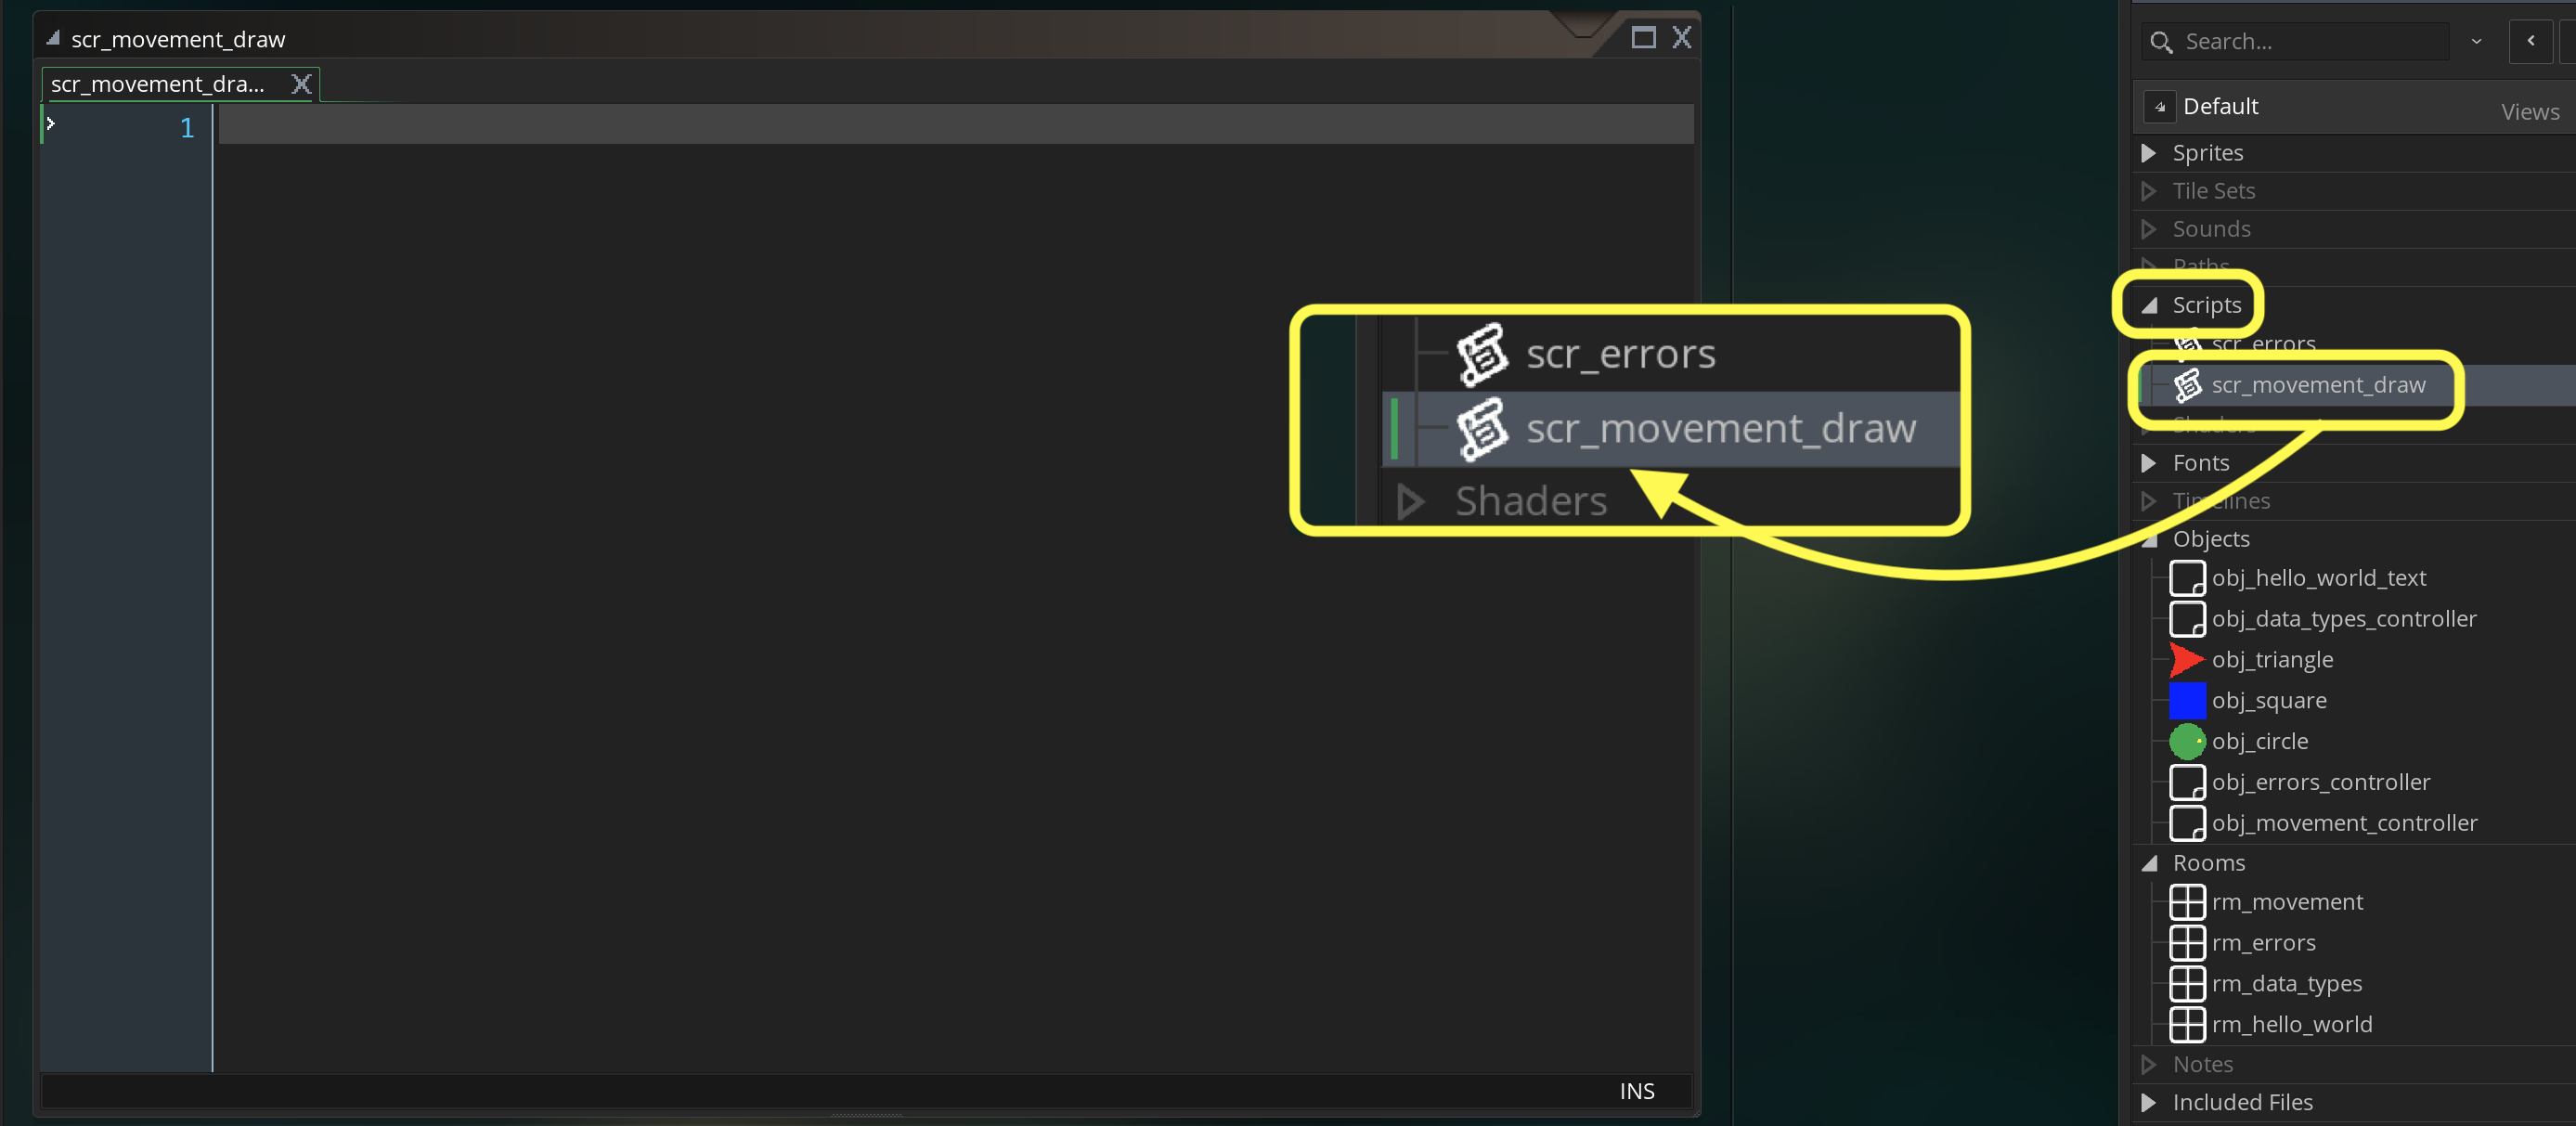 scr_movement_draw
scr_movement_dra...
1
INS
scr_errors
scr_movement_draw
Shaders
Search...
Default
Views
Sprites
Tile Sets
Sounds
Paths
Scripts
scr_errors
scr_movement_draw
Shaders
Fonts
Timelines
Objects
obj_hello_world_text
obj_data_types_controller
obj_triangle
obj_square
obj_circle
obj_errors_controller
obj_movement_controller
Rooms
rm_movement
rm_errors
rm_data_types
rm_hello_world
Notes
Included Files